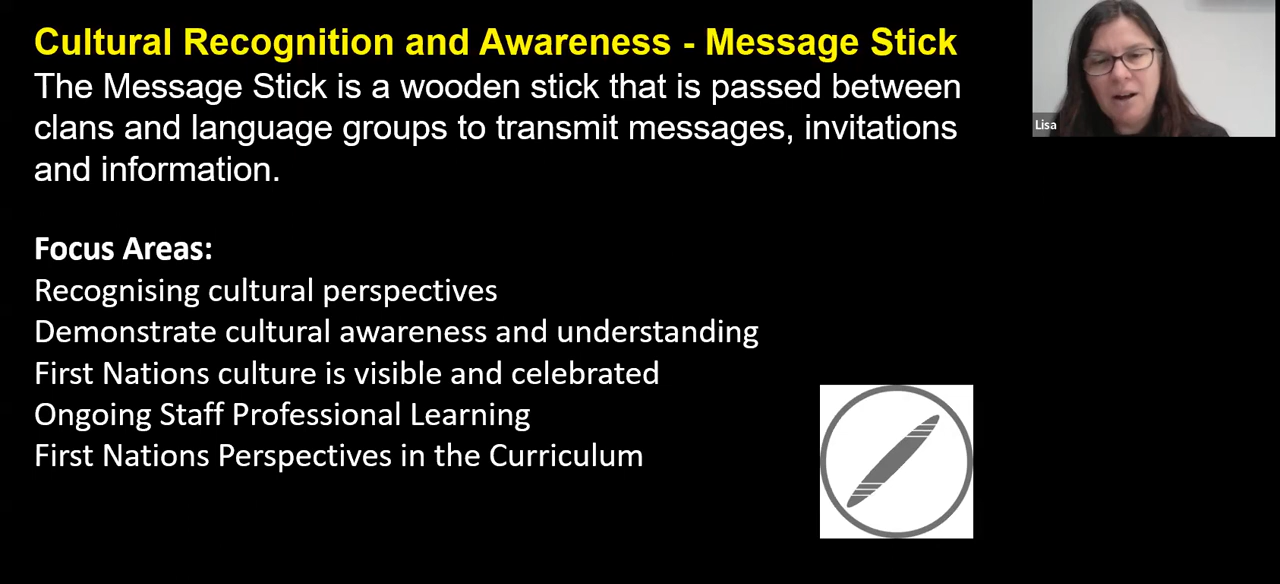 Cultural Recognition and Awareness - Message Stick
The Message Stick is a wooden stick that is passed between
clans and language groups to transmit messages, invitations
and information.
Focus Areas:
Recognising cultural perspectives
Demonstrate cultural awareness and understanding
First Nations culture is visible and celebrated
Ongoing Staff Professional Learning
First Nations Perspectives in the Curriculum
Lisa